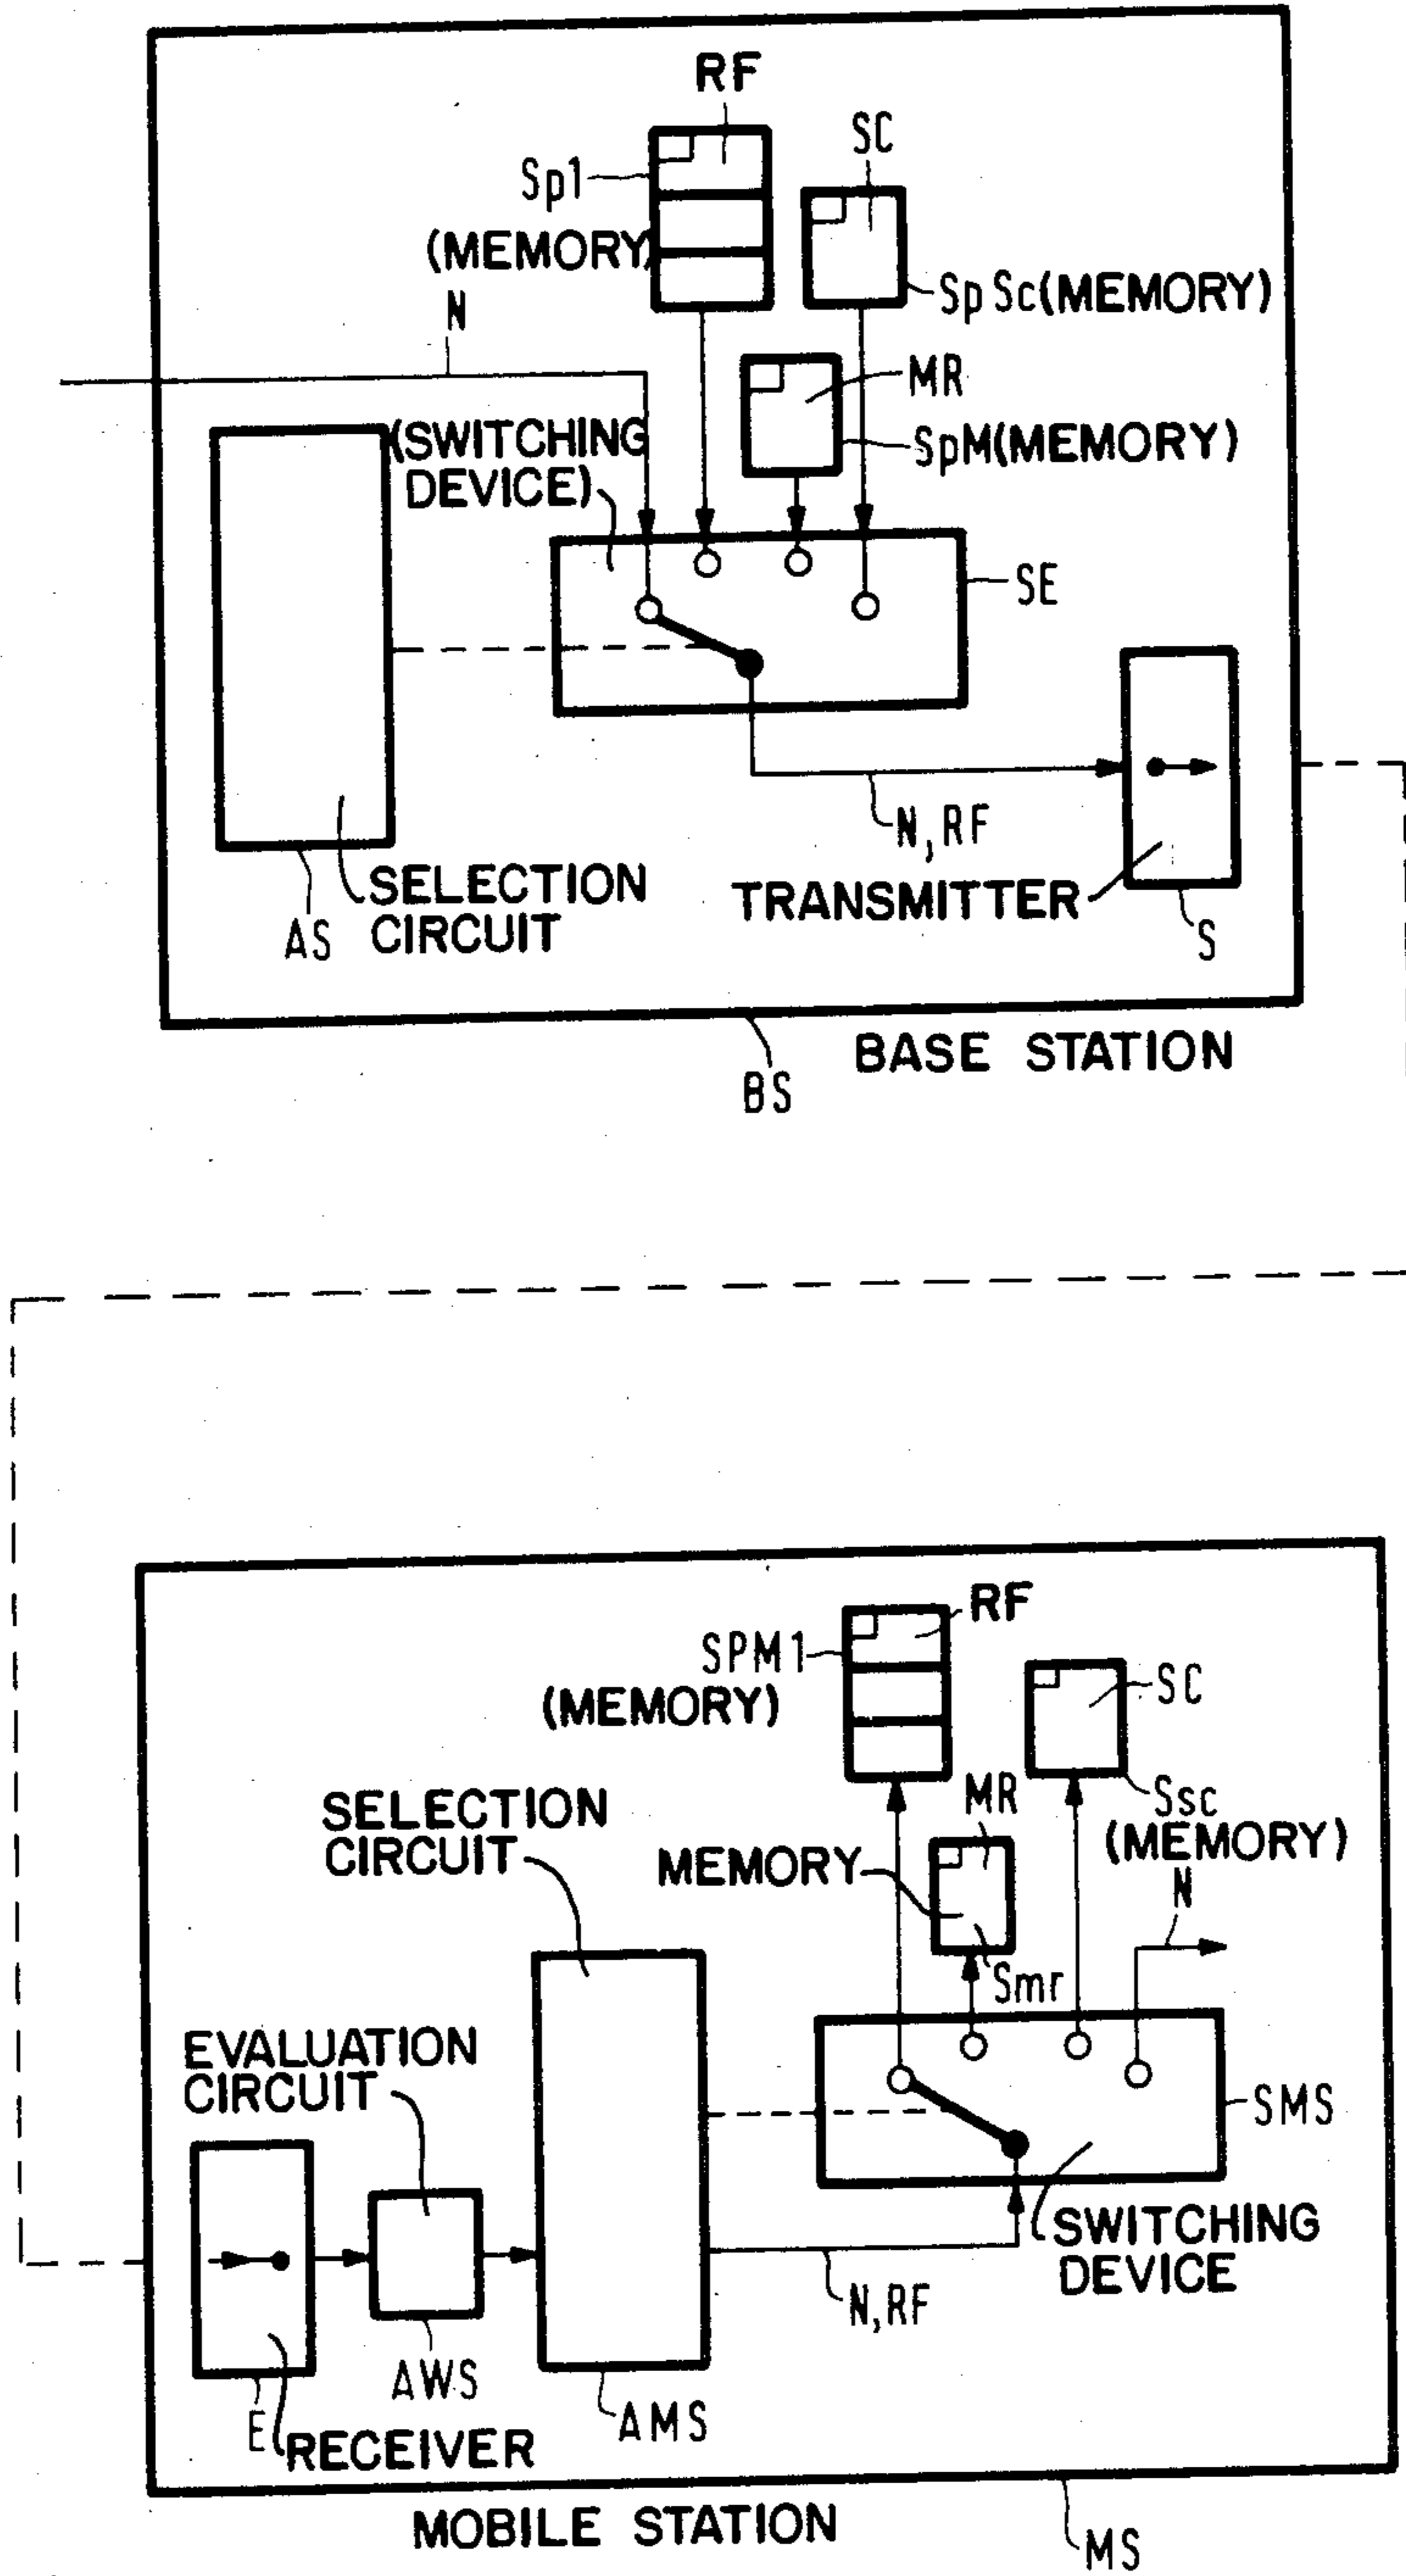 RF
SC
Sp1
(MEMORY)
SpSc(MEMORY)
N
MR
(SWITCHING
DEVICE)
SpM(MEMORY)
SE
N,RF
SELECTION
CIRCUIT
AS
TRANSMITTER
S
BASE STATION
BS
RF
SPM1
(MEMORY)
SC
SELECTION
CIRCUIT
MR
Ssc
(MEMORY)
MEMORY
N
Smr
EVALUATION
CIRCUIT
SMS
SWITCHING
DEVICE
N,RF
AWS
AMS
E
RECEIVER
MOBILE STATION
MS